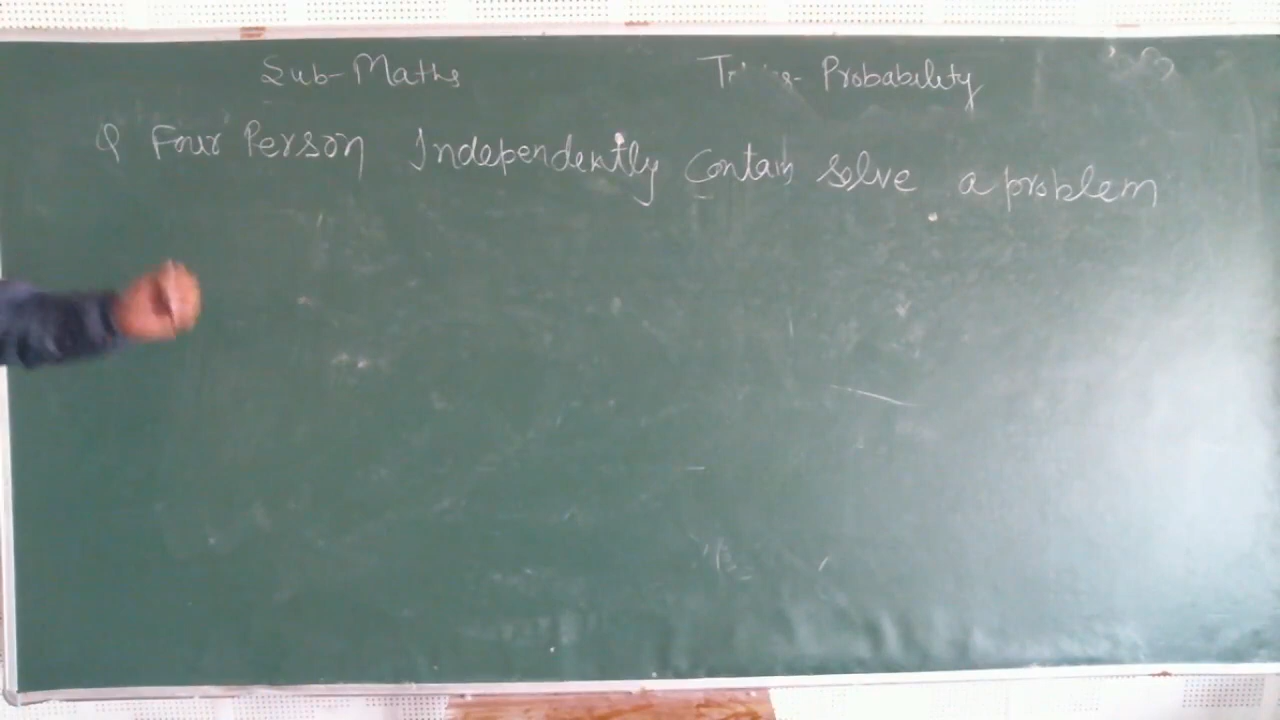 Sub-Maths Probability
Q Four Person Independently Contain solve a problem